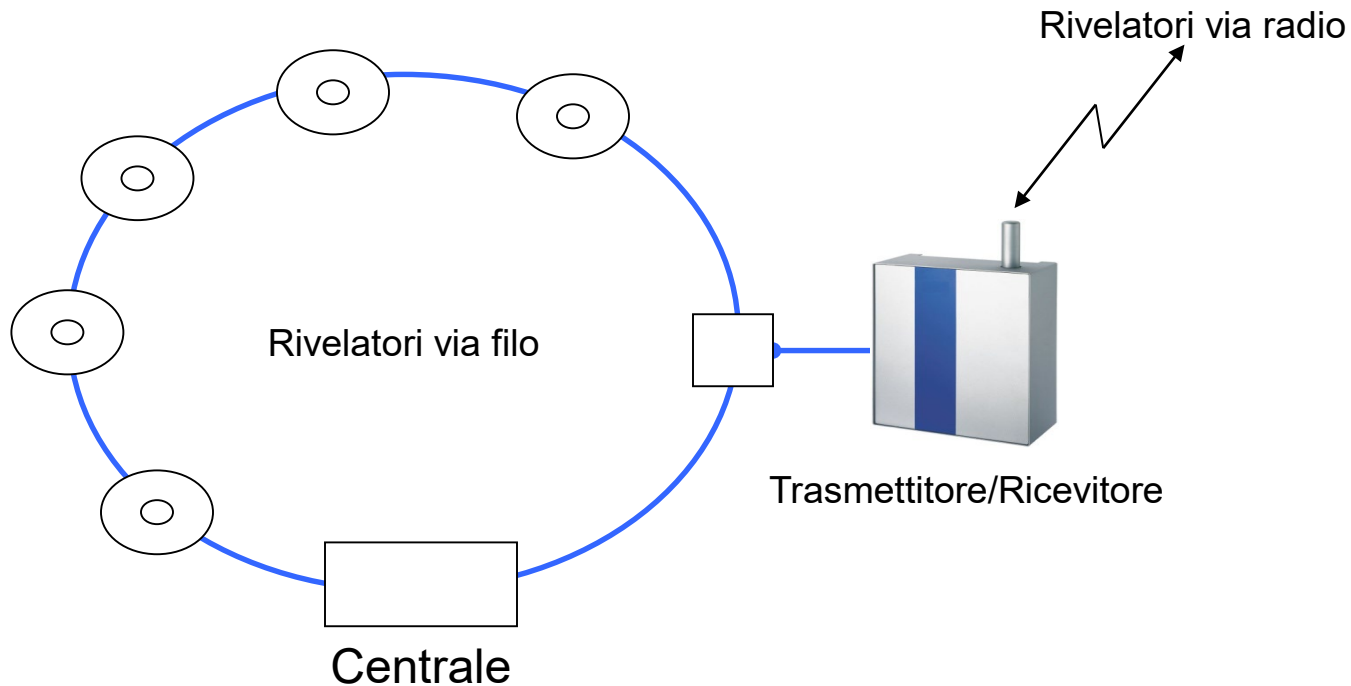 Rivelatori via radio
Rivelatori via filo
Trasmettitore/Ricevitore
Centrale